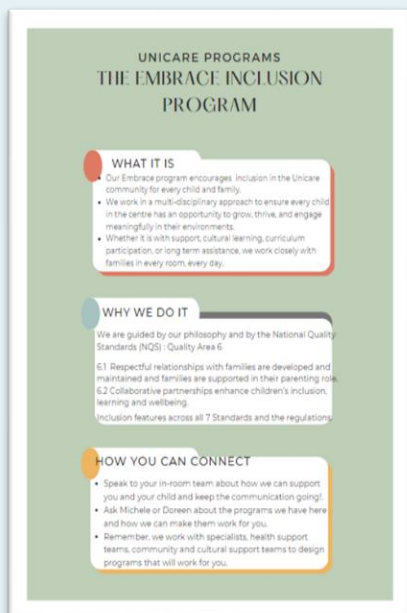 UNICARE PROGRAMS
THE EMBRACE INCLUSION
PROGRAM
WHAT IT IS
• Our Embrace program encourages inclusion in the Unicare
community for every child and family.
• We work in a multi-disciplinary approach to ensure every child
in the centre has an opportunity to grow, thrive, and engage
meaningfully in their environments.
• Whether it is with support, cultural learning, curriculum
participation, or long term assistance, we work closely with
families in every room, every day.
WHY WE DO IT
We are guided by our philosophy and by the National Quality
Standards (NQS) : Quality Area 6
6.1 Respectful relationships with families are developed and
maintained and families are supported in their parenting role.
6.2 Collaborative partnerships enhance children's inclusion,
learning and wellbeing.
Inclusion features across all 7 Standards and the regulations.
HOW YOU CAN CONNECT
• Speak to your in-room team about how we can support
you and your child and keep the communication going!.
• Ask Michele or Doreen about the programs we have here
and how we can make them work for you.
• Remember, we work with specialists, health support
teams, community and cultural support teams to design
programs that will work for you.